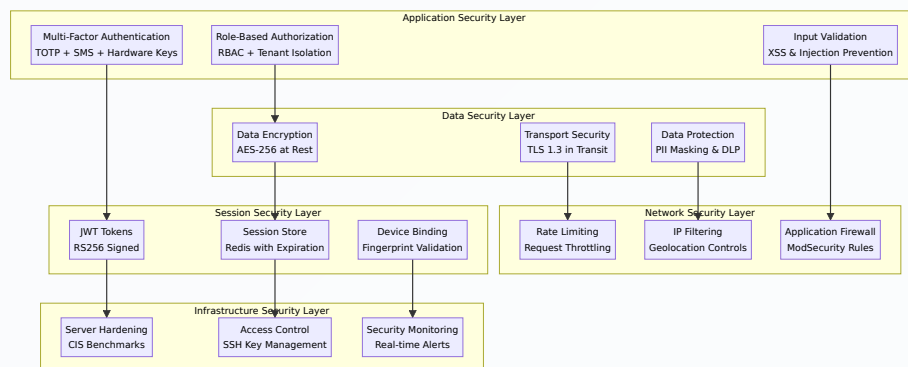 Application Security Layer
Multi-Factor Authentication
TOTP + SMS + Hardware Keys
Role-Based Authorization
RBAC + Tenant Isolation
Input Validation
XSS & Injection Prevention
Data Security Layer
Data Encryption
AES-256 at Rest
Transport Security
TLS 1.3 in Transit
Data Protection
PII Masking & DLP
Session Security Layer
JWT Tokens
RS256 Signed
Session Store
Redis with Expiration
Device Binding
Fingerprint Validation
Network Security Layer
Rate Limiting
Request Throttling
IP Filtering
Geolocation Controls
Application Firewall
ModSecurity Rules
Infrastructure Security Layer
Server Hardening
CIS Benchmarks
Access Control
SSH Key Management
Security Monitoring
Real-time Alerts